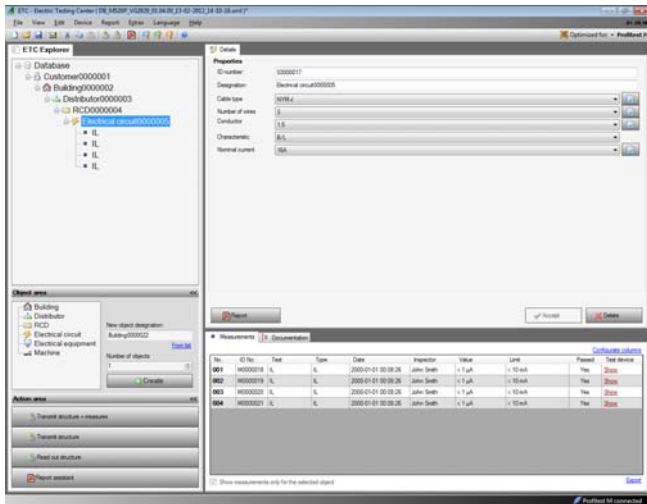 ETC - Electric Testing Center
File View Edit Device Report Extras Language Help
Optimized for: - Profitest M
ETC Explorer
Database
Customer0000001
Building0000002
Distributor0000003
RCD0000004
Electrical circuit0000005
IL
IL
IL
IL
Details
Properties
ID-number
Designation
Electrical circuit0000005
Cable type
NYM-J
Number of wires
3
Conductor
1,5
Characteristic
B/L
Nominal current
16A
Report
Accept
Delete
Object area
Building
Distributor
RCD
Electrical circuit
Electrical equipment
Machine
New object designation:
Building0000022
From list
Number of objects
1
Create
Action area
Transmit structure + measures
Transmit structure
Read out structure
Report assistant
Measurements Documentation
Configurate columns
No. ID No. Test Type Date Inspector Value Limit Passed Test device
001 M0000018 IL IL 2000-01-01 00:08:26 John Smith < 1 µA < 10 mA Yes Show
002 M0000019 IL IL 2000-01-01 00:08:26 John Smith < 1 µA < 10 mA Yes Show
003 M0000020 IL IL 2000-01-01 00:08:26 John Smith < 1 µA < 10 mA Yes Show
004 M0000021 IL IL 2000-01-01 00:08:26 John Smith < 1 µA < 10 mA Yes Show
Show measurements only for the selected object
Export
Profitest M connected